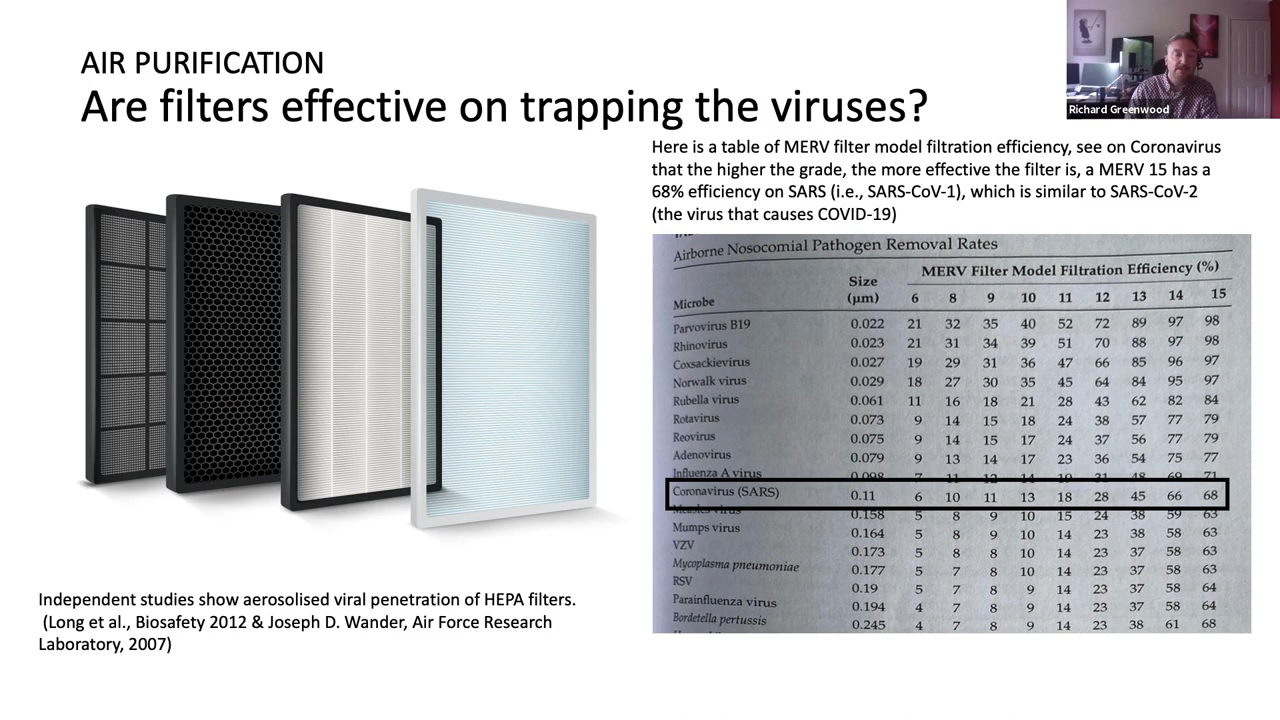 Richard Greenwood
AIR PURIFICATION
Are filters effective on trapping the viruses?
Here is a table of MERV filter model filtration efficiency, see on Coronavirus
that the higher the grade, the more effective the filter is, a MERV 15 has a
68% efficiency on SARS (i.e., SARS-CoV-1), which is similar to SARS-CoV-2
(the virus that causes COVID-19)
Airborne Nosocomial Pathogen Removal Rates
MERV Filter Model Filtration Efficiency (%)
Size
Microbe (μm) 6 8 9 10 11 12 13 14 15
Parvovirus B19 0.022 21 32 35 40 52 72 89 97 98
Rhinovirus 0.023 21 31 34 39 51 70 88 97 98
Coxsackievirus 0.027 19 29 31 36 47 66 85 96 97
Norwalk virus 0.029 18 27 30 35 45 64 84 95 97
Rubella virus 0.061 11 16 18 21 28 43 62 82 84
Rotavirus 0.073 9 14 15 18 24 38 57 77 79
Reovirus 0.075 9 14 15 17 24 37 56 77 79
Adenovirus 0.079 9 13 14 17 23 36 54 75 77
Influenza A virus 0.098 7 11 12 14 19 31 48 69 71
Coronavirus (SARS) 0.11 6 10 11 13 18 28 45 66 68
Measles virus 0.158 5 8 9 10 15 24 38 59 63
Mumps virus 0.164 5 8 9 10 14 23 38 58 63
VZV 0.173 5 8 8 10 14 23 37 58 63
Mycoplasma pneumoniae 0.177 5 7 8 10 14 23 37 58 63
RSV 0.19 5 7 8 9 14 23 37 58 64
Parainfluenza virus 0.194 4 7 8 9 14 23 37 58 64
Bordetella pertussis 0.245 4 7 8 9 14 23 38 61 68
Independent studies show aerosolised viral penetration of HEPA filters.
(Long et al., Biosafety 2012 & Joseph D. Wander, Air Force Research
Laboratory, 2007)